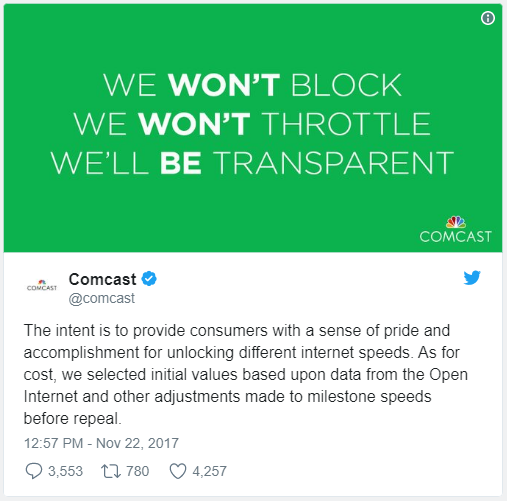 WE WON'T BLOCK
WE WON'T THROTTLE
WE'LL BE TRANSPARENT
COMCAST
COMCAST
Comcast
@comcast
The intent is to provide consumers with a sense of pride and
accomplishment for unlocking different internet speeds. As for
cost, we selected initial values based upon data from the Open
Internet and other adjustments made to milestone speeds
before repeal.
12:57 PM - Nov 22, 2017
3,553 780 4,257